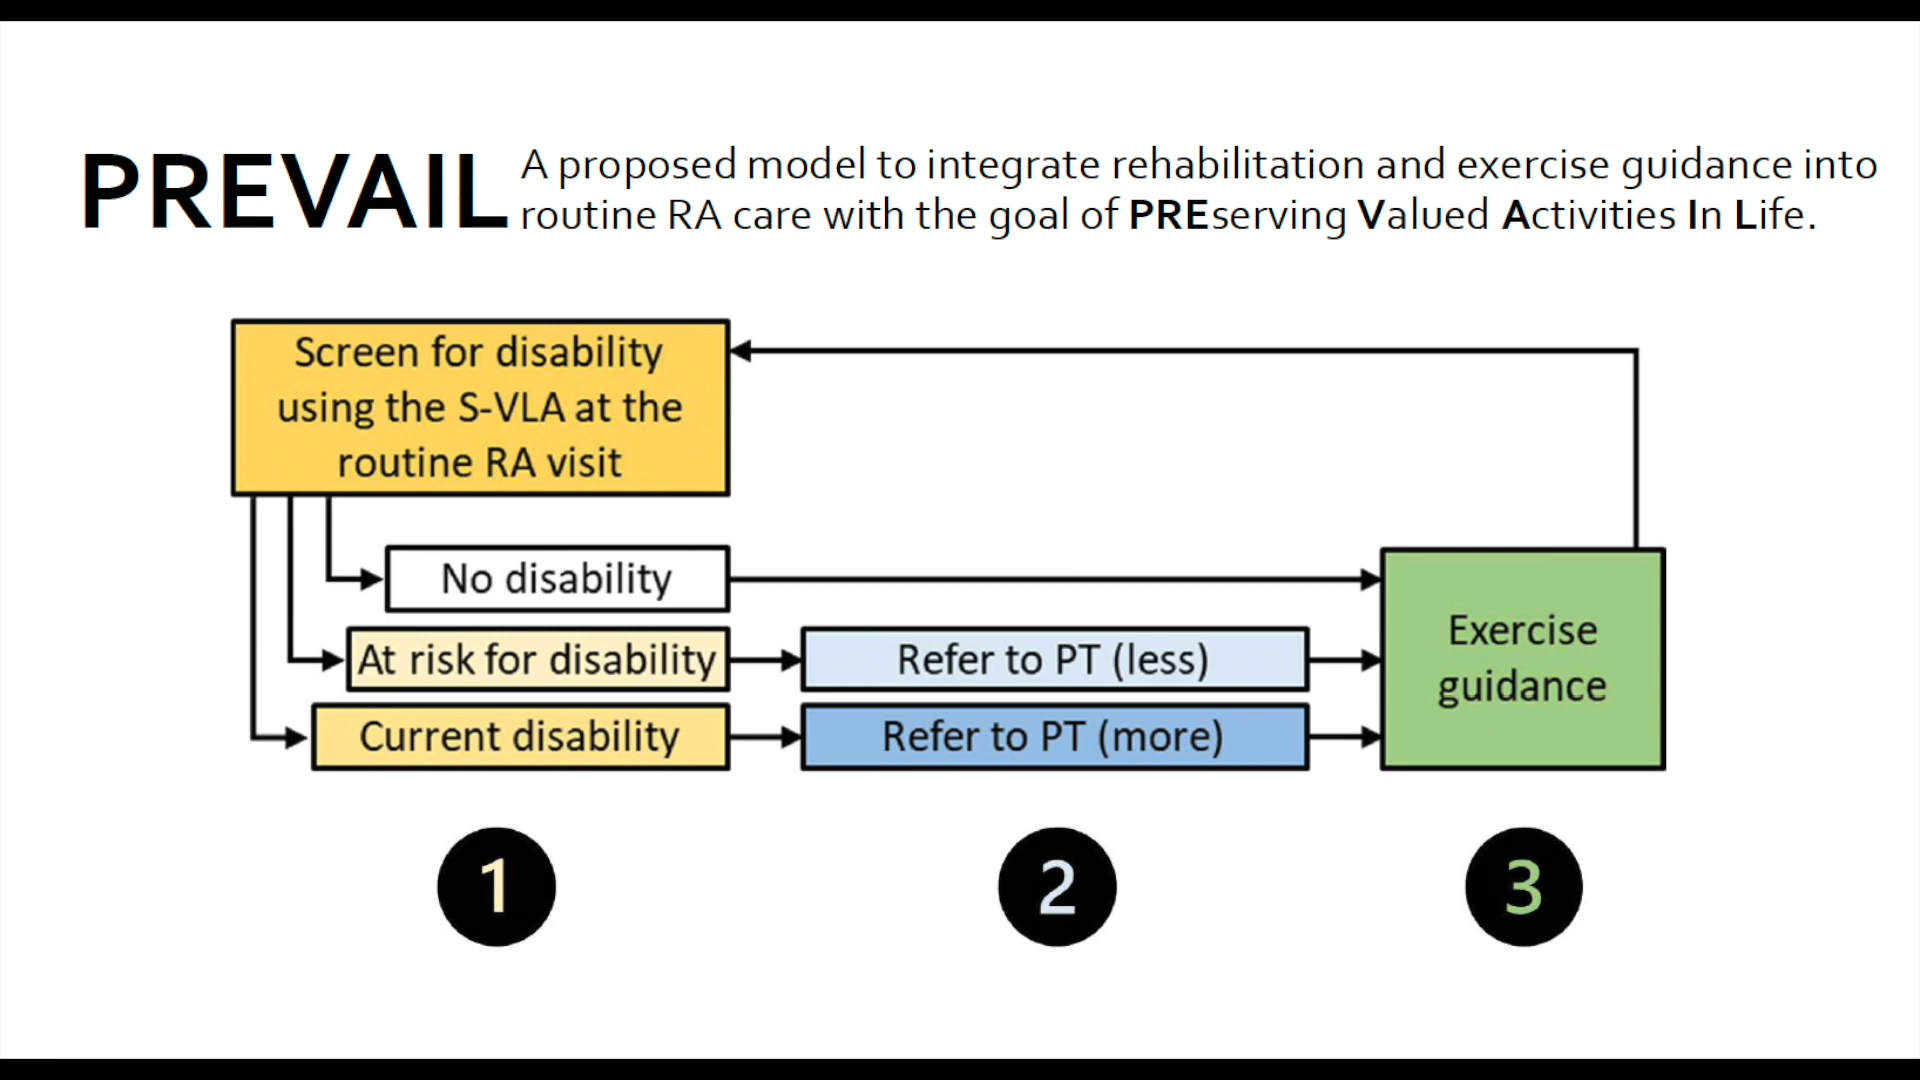 PREVAIL
A proposed model to integrate rehabilitation and exercise guidance into
routine RA care with the goal of PREserving Valued Activities In Life.
Screen for disability
using the S-VLA at the
routine RA visit
No disability
At risk for disability
Refer to PT (less)
Current disability
Refer to PT (more)
Exercise
guidance
1
2
3